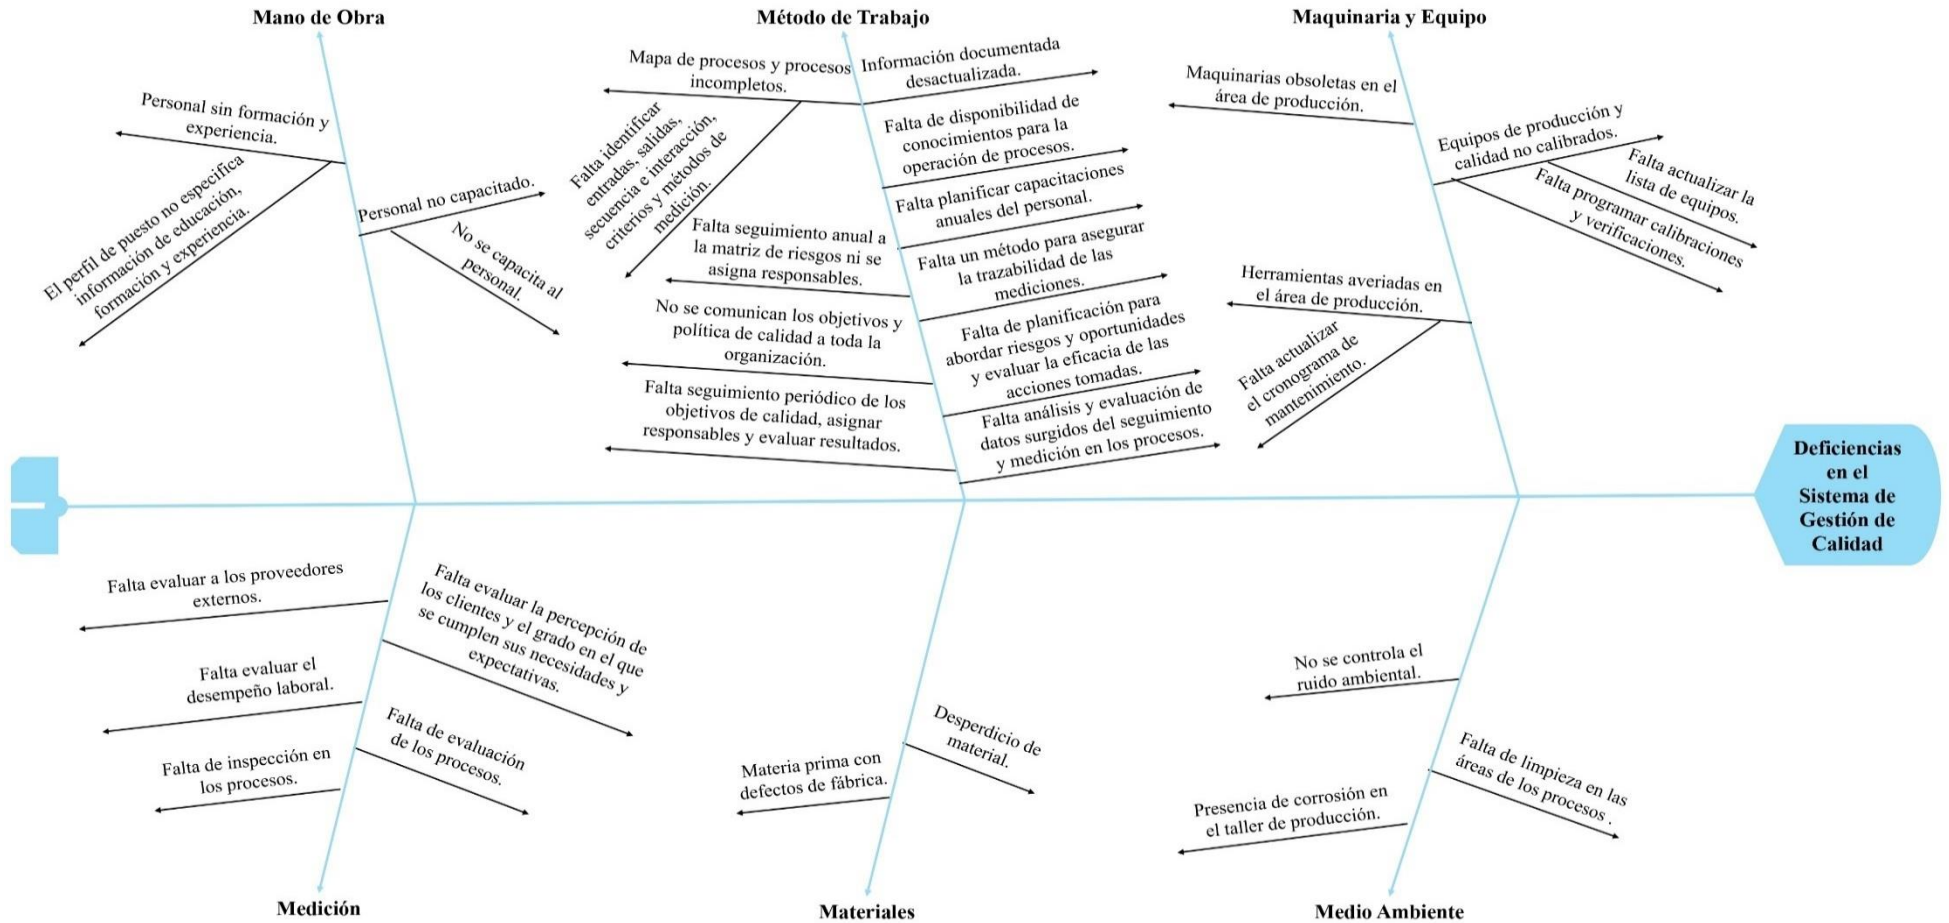 Mano de Obra
Personal sin formación y
experiencia.
El perfil de puesto no especifica
información de educación,
formación y experiencia.
Personal no capacitado.
No se capacita al
personal.
Método de Trabajo
Mapa de procesos y procesos
incompletos.
Falta identificar
entradas, salidas,
secuencia e interacción,
criterios y métodos de
medición.
Falta seguimiento anual a
la matriz de riesgos ni se
asigna responsables.
No se comunican los objetivos y
política de calidad a toda la
organización.
Falta seguimiento periódico de los
objetivos de calidad, asignar
responsables y evaluar resultados.
Información documentada
desactualizada.
Falta de disponibilidad de
conocimientos para la
operación de procesos.
Falta planificar capacitaciones
anuales del personal.
Falta un método para asegurar
la trazabilidad de las
mediciones.
Falta de planificación para
abordar riesgos y oportunidades
y evaluar la eficacia de las
acciones tomadas.
Falta análisis y evaluación de
datos surgidos del seguimiento
y medición en los procesos.
Maquinaria y Equipo
Maquinarias obsoletas en el
área de producción.
Equipos de producción y
calidad no calibrados.
Falta actualizar la
lista de equipos.
Falta programar calibraciones
y verificaciones.
Herramientas averiadas en
el área de producción.
Falta actualizar
el cronograma de
mantenimiento.
Deficiencias
en el
Sistema de
Gestión de
Calidad
Falta evaluar a los proveedores
externos.
Falta evaluar la percepción de
los clientes y el grado en el que
se cumplen sus necesidades y
expectativas.
Falta evaluar el
desempeño laboral.
Falta de evaluación
de los procesos.
Falta de inspección en
los procesos.
Medición
Desperdicio de
material.
Materia prima con
defectos de fábrica.
Materiales
No se controla el
ruido ambiental.
Falta de limpieza en las
áreas de los procesos .
Presencia de corrosión en
el taller de producción.
Medio Ambiente